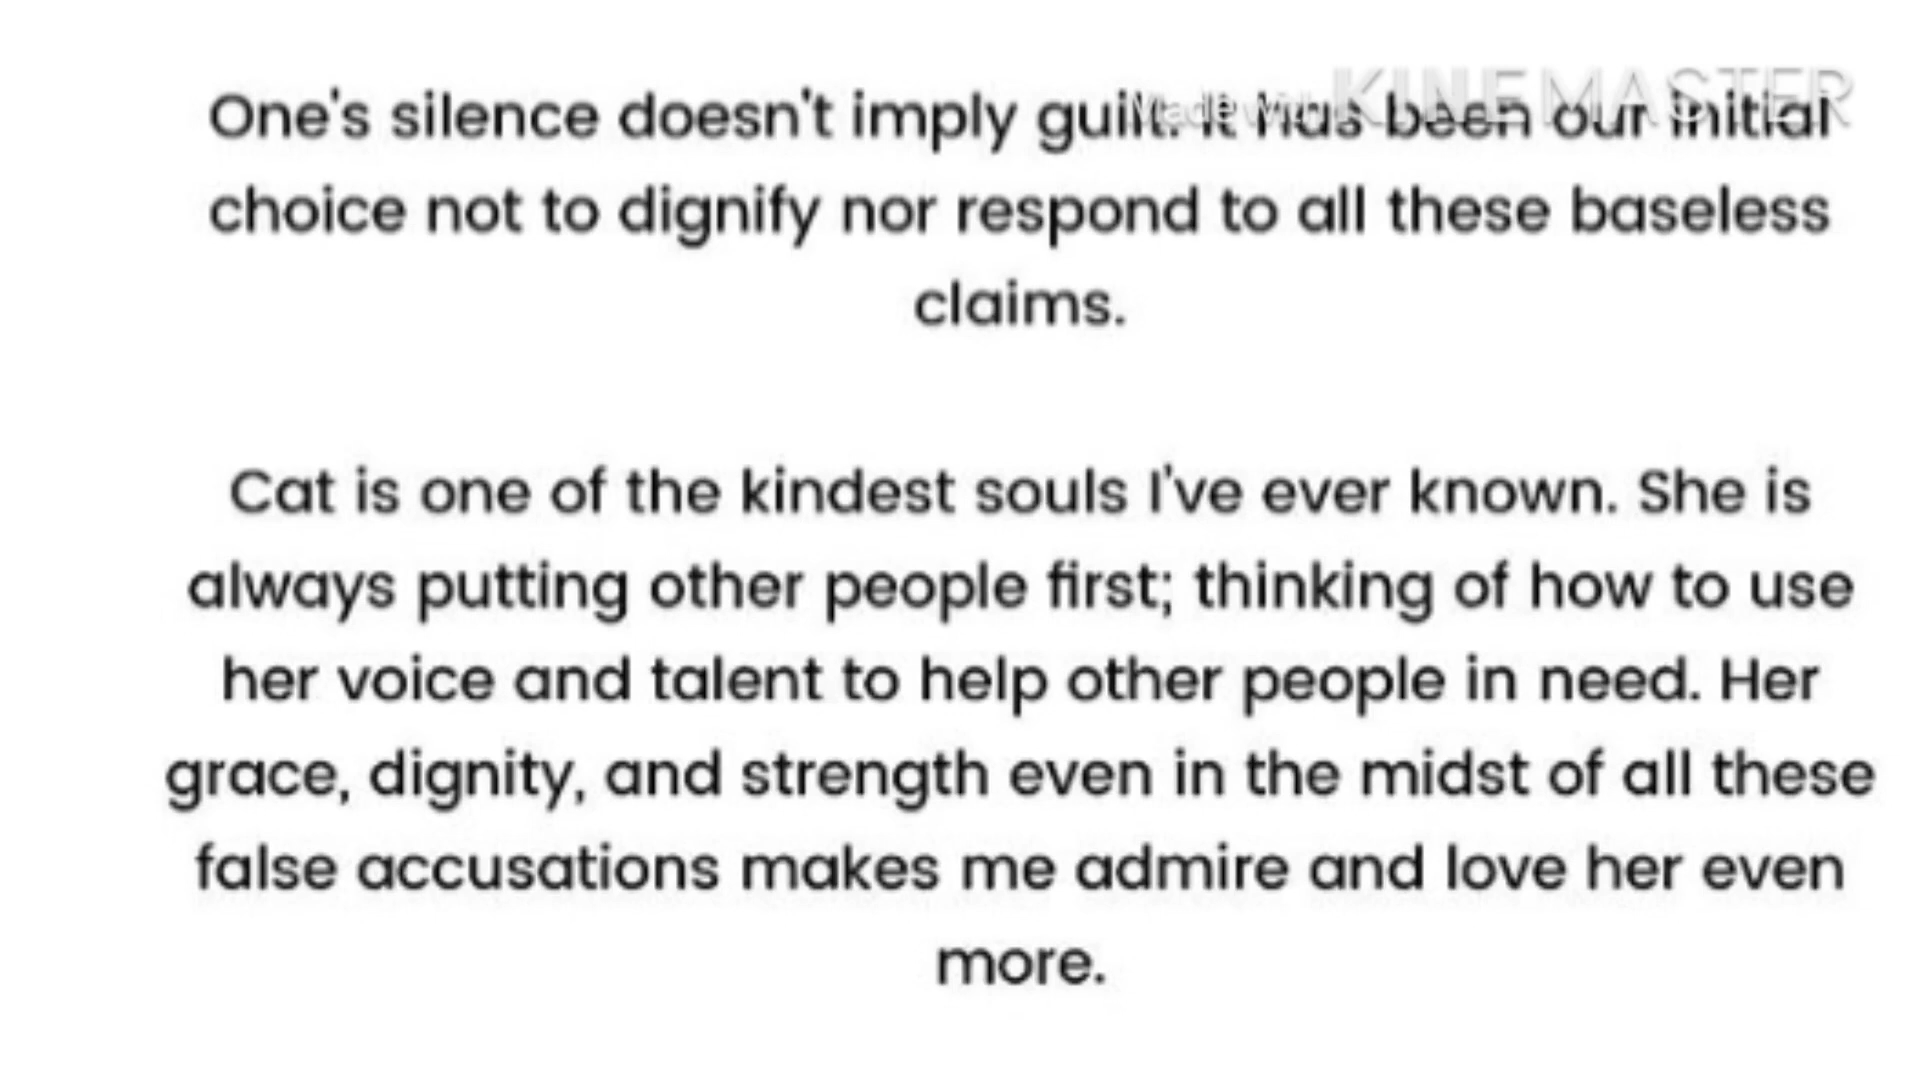 Made with KINEMASTER
One's silence doesn't imply guilt. It has been our initial
choice not to dignify nor respond to all these baseless
claims.
Cat is one of the kindest souls I've ever known. She is
always putting other people first; thinking of how to use
her voice and talent to help other people in need. Her
grace, dignity, and strength even in the midst of all these
false accusations makes me admire and love her even
more.